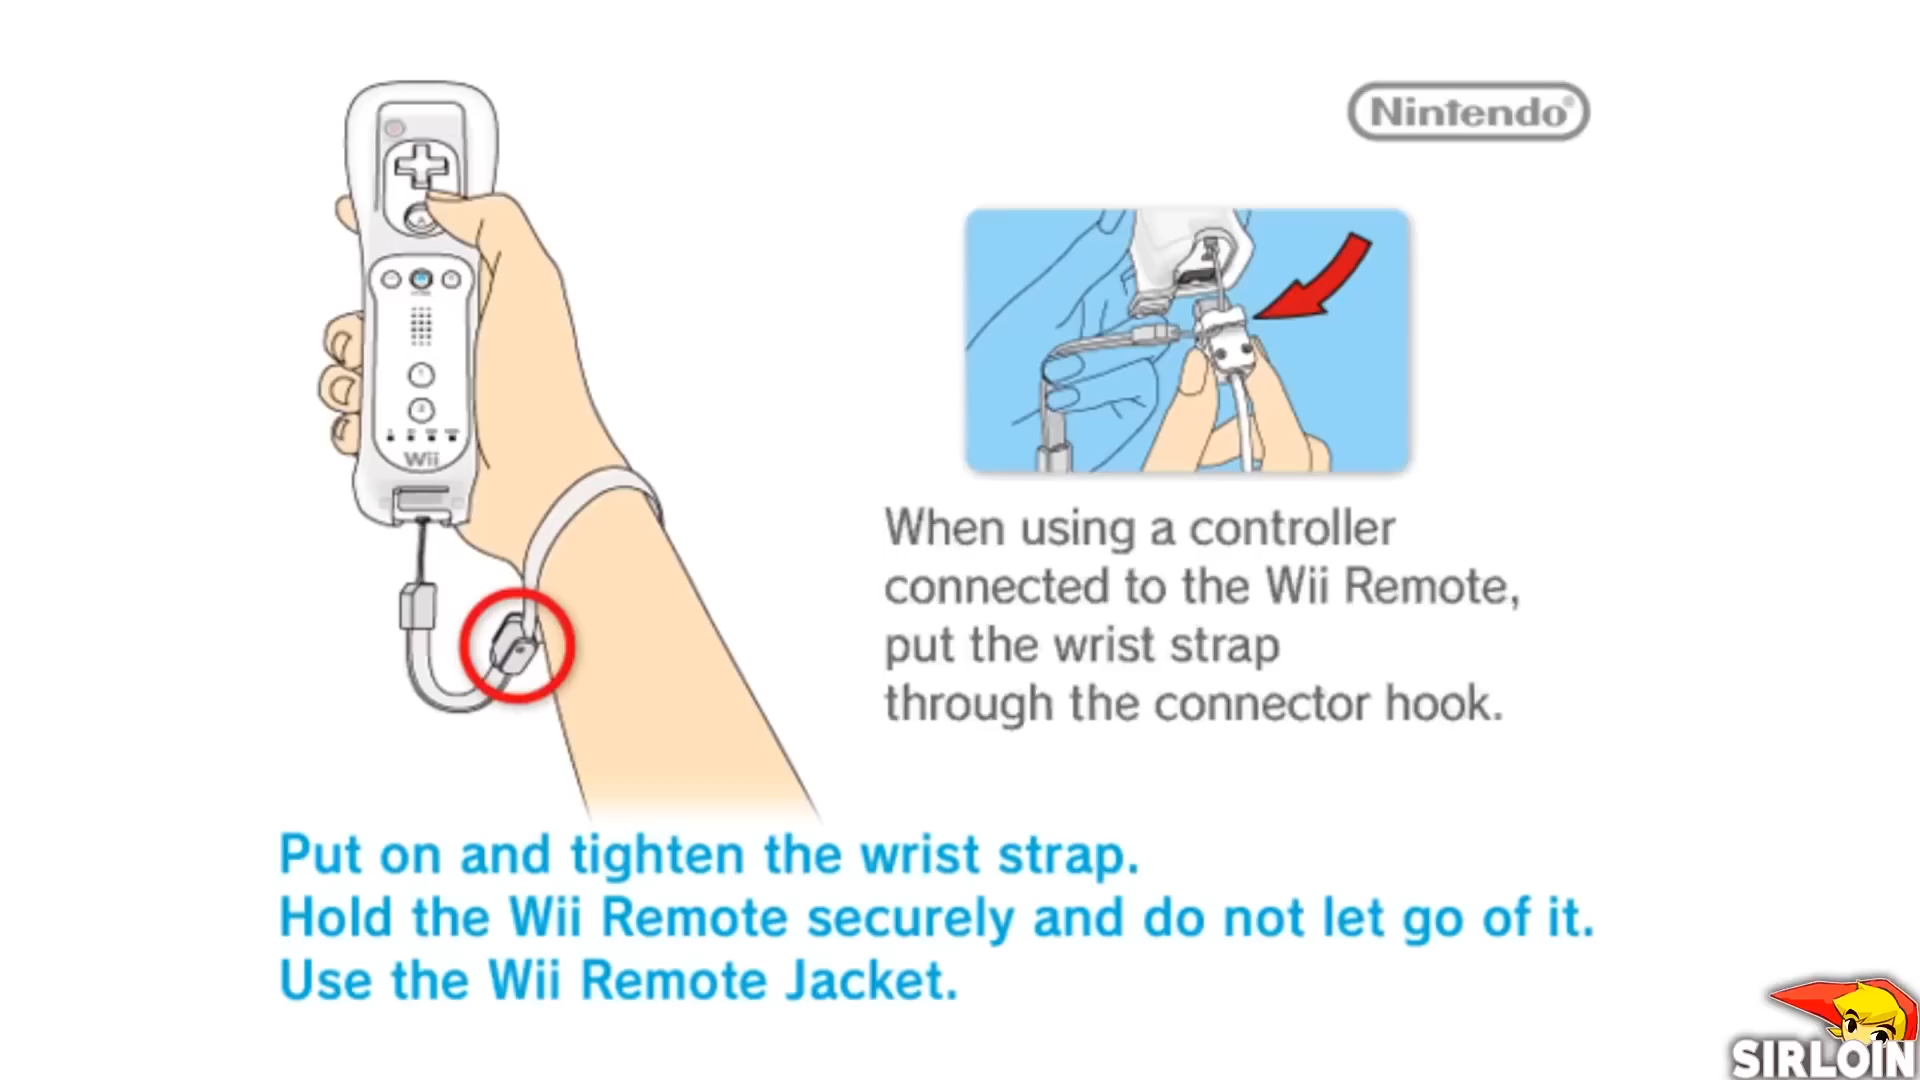 Nintendo®
Wii
When using a controller
connected to the Wii Remote,
put the wrist strap
through the connector hook.
Put on and tighten the wrist strap.
Hold the Wii Remote securely and do not let go of it.
Use the Wii Remote Jacket.
SIRLOIN